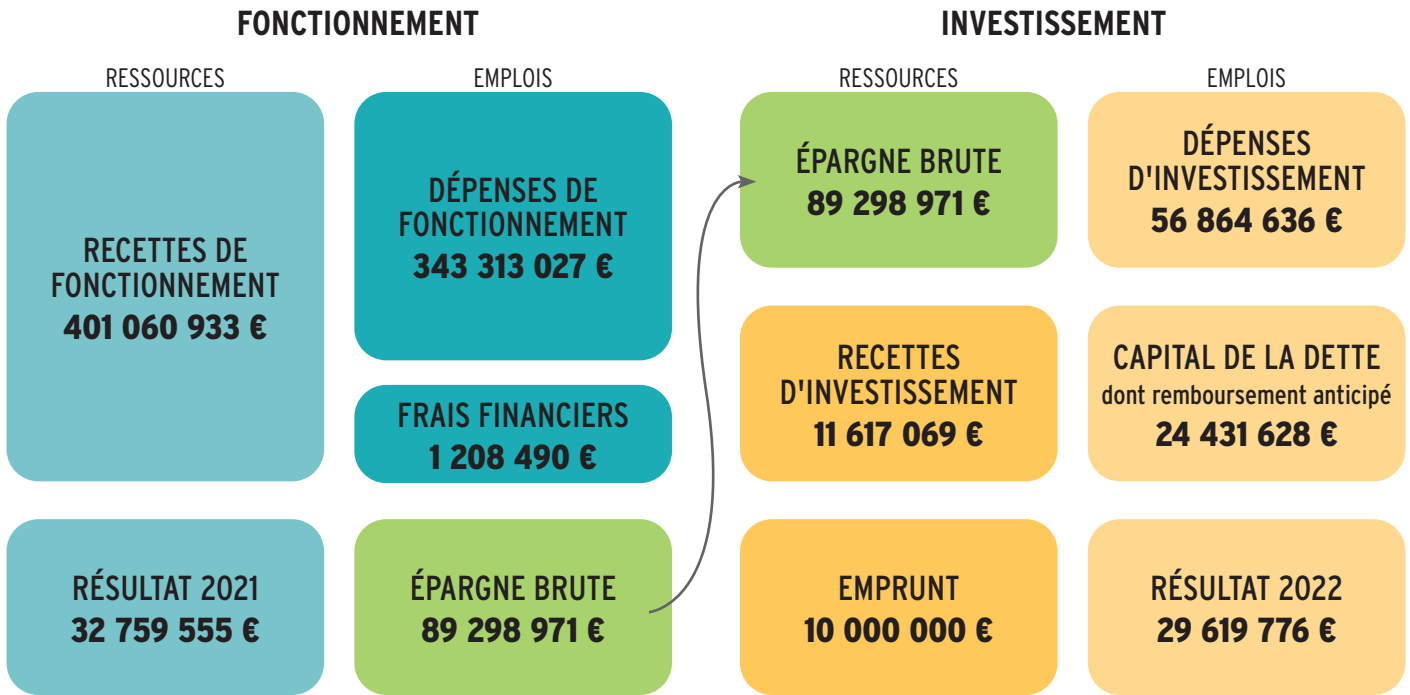 FONCTIONNEMENT
RESSOURCES
RECETTES DE
FONCTIONNEMENT
401 060 933 €
RÉSULTAT 2021
32 759 555 €
EMPLOIS
DÉPENSES DE
FONCTIONNEMENT
343 313 027 €
FRAIS FINANCIERS
1 208 490 €
ÉPARGNE BRUTE
89 298 971 €
INVESTISSEMENT
RESSOURCES
ÉPARGNE BRUTE
89 298 971 €
RECETTES
D'INVESTISSEMENT
11 617 069 €
EMPRUNT
10 000 000 €
EMPLOIS
DÉPENSES
D'INVESTISSEMENT
56 864 636 €
CAPITAL DE LA DETTE
dont remboursement anticipé
24 431 628 €
RÉSULTAT 2022
29 619 776 €